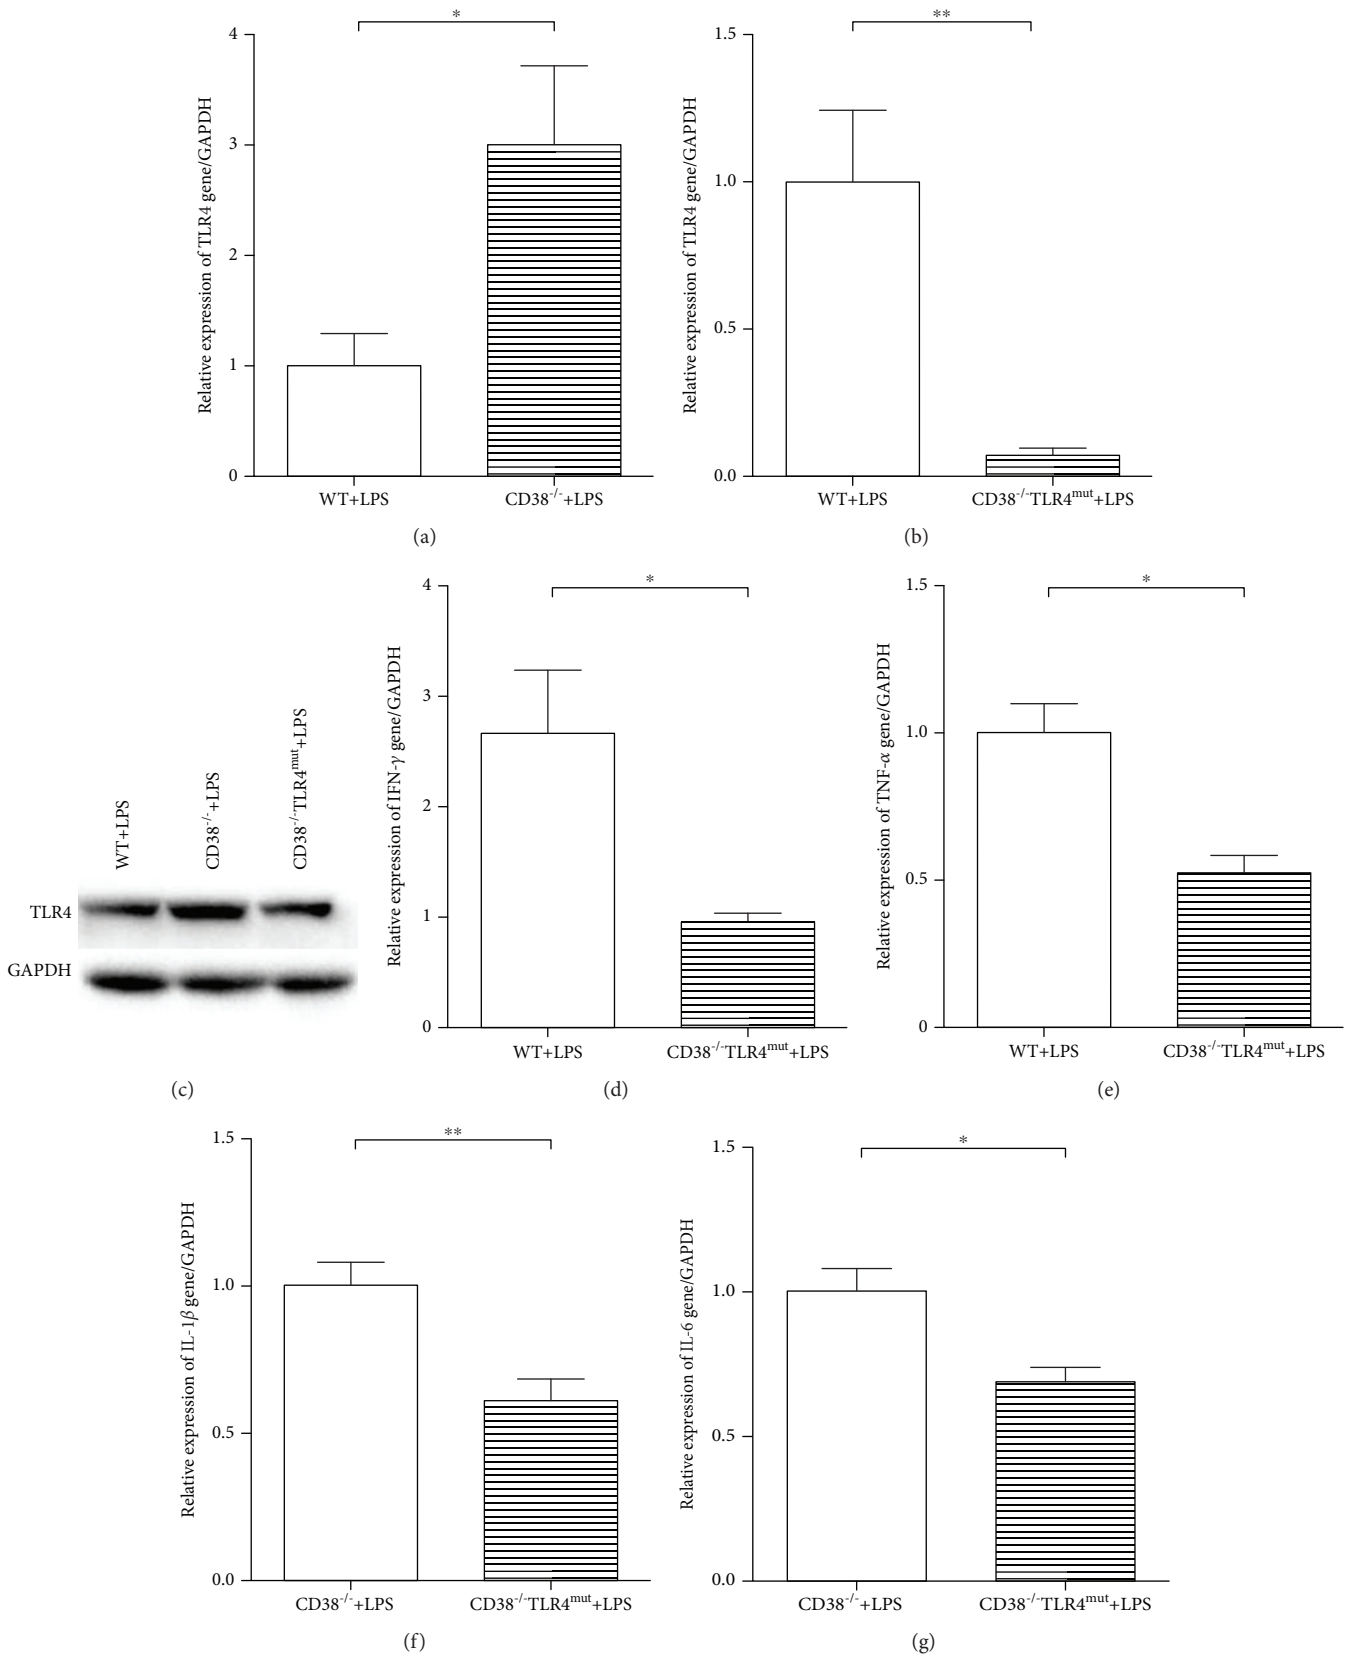 *
4
3
2
1
0
Relative expression of TLR4 gene/GAPDH
WT+LPS
CD38-/-+LPS
(a)
**
1.5
1.0
0.5
0.0
Relative expression of TLR4 gene/GAPDH
WT+LPS
CD38-/-TLR4mut+LPS
(b)
WT+LPS
CD38-/-+LPS
CD38-/-TLR4mut+LPS
TLR4
GAPDH
(c)
*
4
3
2
1
0
Relative expression of IFN-γ gene/GAPDH
WT+LPS
CD38-/-TLR4mut+LPS
(d)
*
1.5
1.0
0.5
0
Relative expression of TNF-α gene/GAPDH
WT+LPS
CD38-/-TLR4mut+LPS
(e)
**
1.5
1.0
0.5
0.0
Relative expression of IL-1β gene/GAPDH
CD38-/-+LPS
CD38-/-TLR4mut+LPS
(f)
*
1.5
1.0
0.5
0.0
Relative expression of IL-6 gene/GAPDH
CD38-/-+LPS
CD38-/-TLR4mut+LPS
(g)